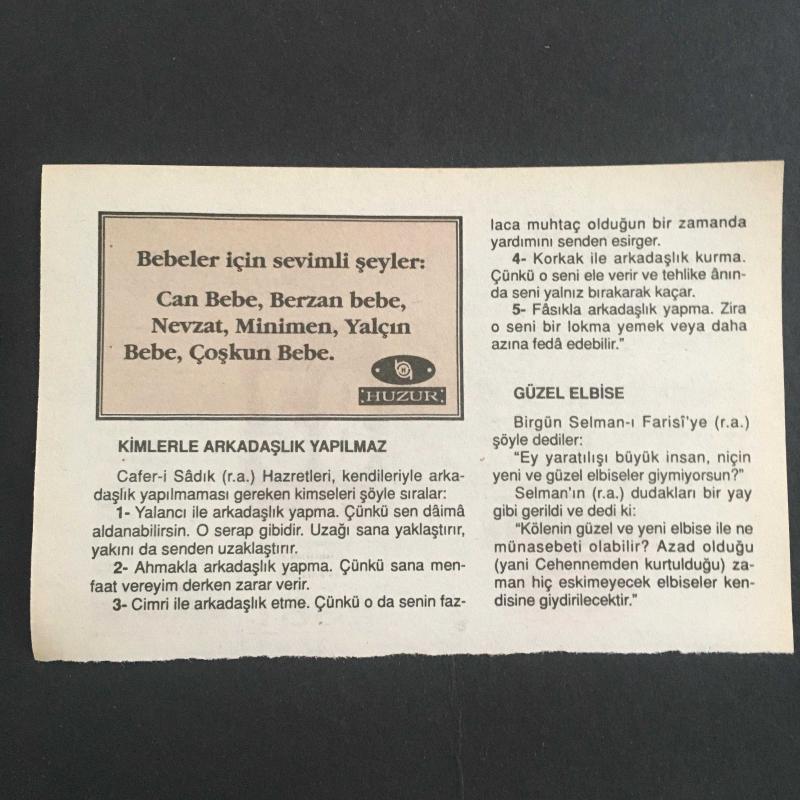 Bebeler için sevimli şeyler:
Can Bebe, Berzan bebe,
Nevzat, Minimen, Yalçın
Bebe, Çoşkun Bebe.
HUZUR
KİMLERLE ARKADAŞLIK YAPILMAZ
Cafer-i Sâdık (r.a.) Hazretleri, kendileriyle arka-
daşlık yapılmaması gereken kimseleri şöyle sıralar:
1- Yalancı ile arkadaşlık yapma. Çünkü sen dâimâ
aldanabilirsin. O serap gibidir. Uzağı sana yaklaştırır,
yakını da senden uzaklaştırır.
2- Ahmakla arkadaşlık yapma. Çünkü sana men-
faat vereyim derken zarar verir.
3- Cimri ile arkadaşlık etme. Çünkü o da senin faz-
laca muhtaç olduğun bir zamanda
yardımını senden esirger.
4- Korkak ile arkadaşlık kurma.
Çünkü o seni ele verir ve tehlike ânın-
da seni yalnız bırakarak kaçar.
5- Fâsıkla arkadaşlık yapma. Zira
o seni bir lokma yemek veya daha
azına fedâ edebilir."
GÜZEL ELBİSE
Birgün Selman-ı Farisî'ye (r.a.)
şöyle dediler:
"Ey yaratılışı büyük insan, niçin
yeni ve güzel elbiseler giymiyorsun?"
Selman'ın (r.a.) dudakları bir yay
gibi gerildi ve dedi ki:
"Kölenin güzel ve yeni elbise ile ne
münasebeti olabilir? Azad olduğu
(yani Cehennemden kurtulduğu) za-
man hiç eskimeyecek elbiseler ken-
disine giydirilecektir."